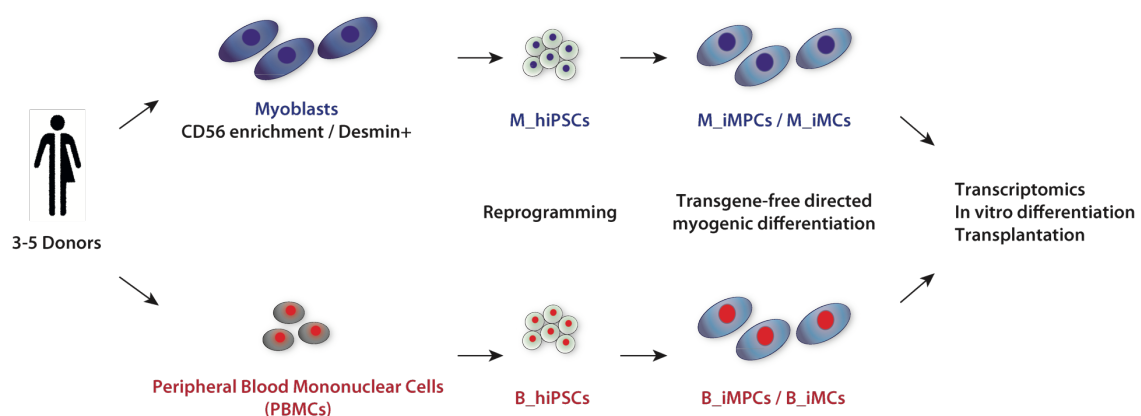 Myoblasts
CD56 enrichment / Desmin+
M_hiPSCs
M_iMPCs / M_iMCs
3-5 Donors
Reprogramming
Transgene-free directed
myogenic differentiation
Transcriptomics
In vitro differentiation
Transplantation
Peripheral Blood Mononuclear Cells
(PBMCs)
B_hiPSCs
B_iMPCs / B_iMCs